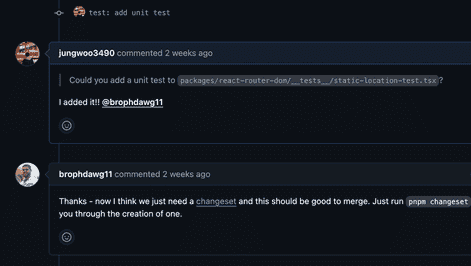 test: add unit test
jungwoo3490 commented 2 weeks ago
Could you add a unit test to packages/react-router-dom/__tests__/static-location-test.tsx?
I added it!! @brophdawg11
brophdawg11 commented 2 weeks ago
Thanks - now I think we just need a changeset and this should be good to merge. Just run pnpm changeset
you through the creation of one.